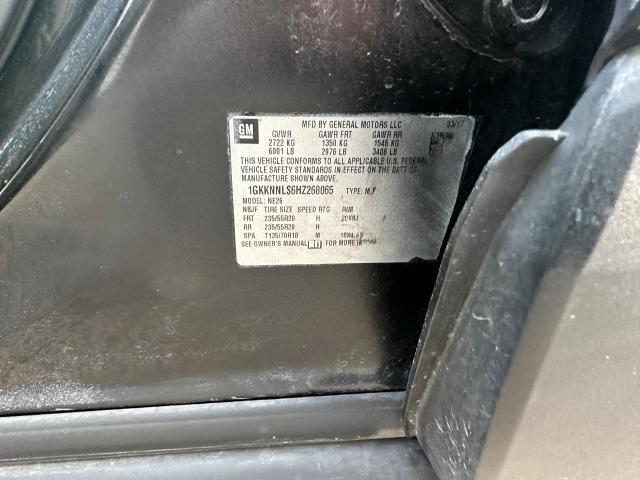 GM
MFD BY GENERAL MOTORS LLC 03/17
GVWR GAWR FRT GAWR RR
2722 KG 1350 KG 1545 KG
6001 LB 2976 LB 3406 LB
THIS VEHICLE CONFORMS TO ALL APPLICABLE U.S. FEDERAL
VEHICLE SAFETY STANDARDS IN EFFECT ON THE DATE OF
MANUFACTURE SHOWN ABOVE.
1GKKNNLS6HZ268065 TYPE: M.P
MODEL: NE26
NBJF TIRE SIZE SPEED RTG RIM
FRT 235/55R20 H 20X8J
RR 235/55R20 H
SPA T135/70R18 M 18X4.5B
SEE OWNER'S MANUAL FOR MORE